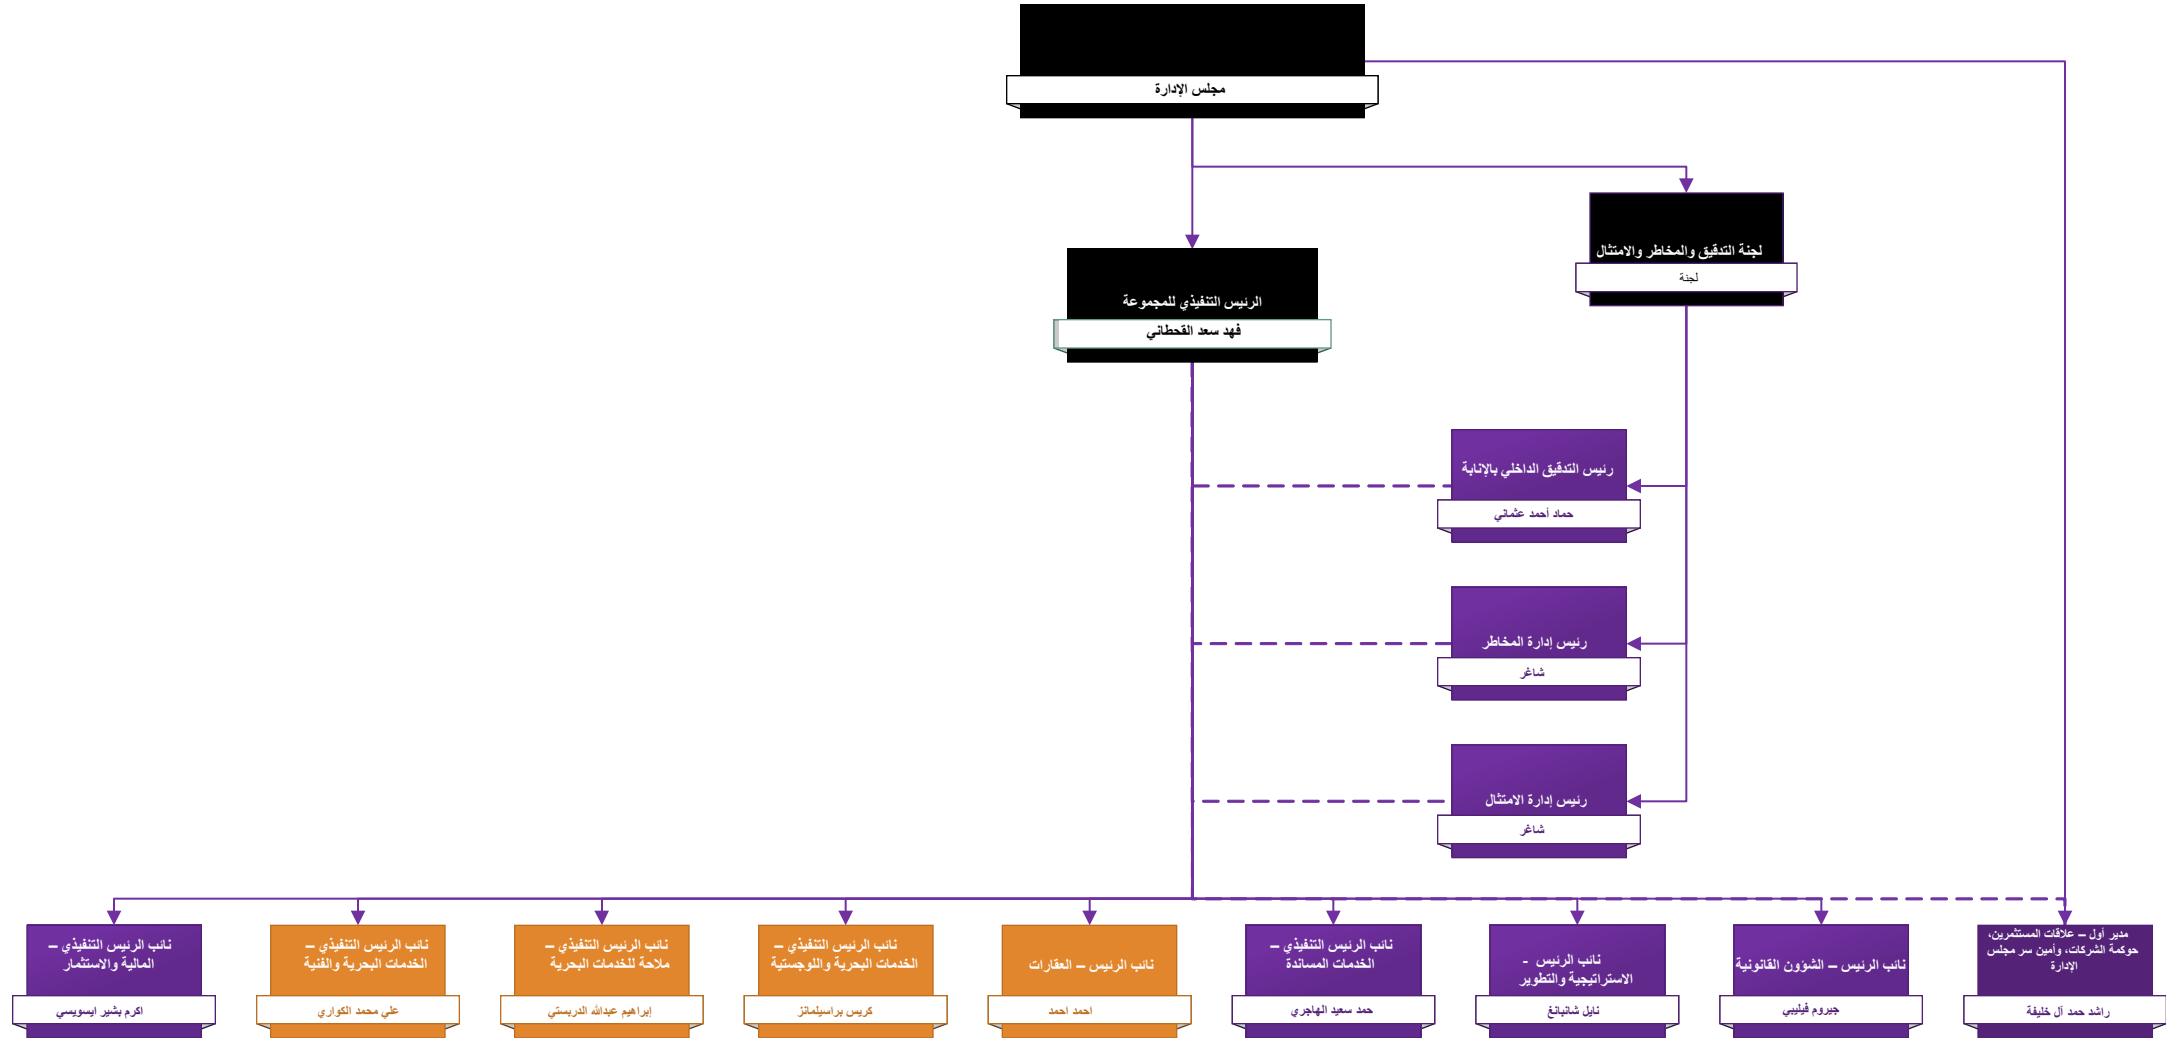 مجلس الإدارة
لجنة التدقيق والمخاطر والامتثال
لجنة
الرئيس التنفيذي للمجموعة
فهد سعد القحطاني
رئيس التدقيق الداخلي بالإنابة
حماد أحمد عثماني
رئيس إدارة المخاطر
شاغر
رئيس إدارة الامتثال
شاغر
مدير أول – علاقات المستثمرين،
حوكمة الشركات، وأمين سر مجلس
الإدارة
راشد حمد آل خليفة
نائب الرئيس – الشؤون القانونية
جيروم فيليبي
نائب الرئيس -
الاستراتيجية والتطوير
نايل شانبانغ
نائب الرئيس التنفيذي –
الخدمات المساندة
حمد سعيد الهاجري
نائب الرئيس – العقارات
احمد احمد
نائب الرئيس التنفيذي –
الخدمات البحرية واللوجستية
كريس براسيلمانز
نائب الرئيس التنفيذي –
ملاحة للخدمات البحرية
إبراهيم عبدالله الدربستي
نائب الرئيس التنفيذي –
الخدمات البحرية والفنية
علي محمد الكواري
نائب الرئيس التنفيذي –
المالية والاستثمار
اكرم بشير ايسويسي